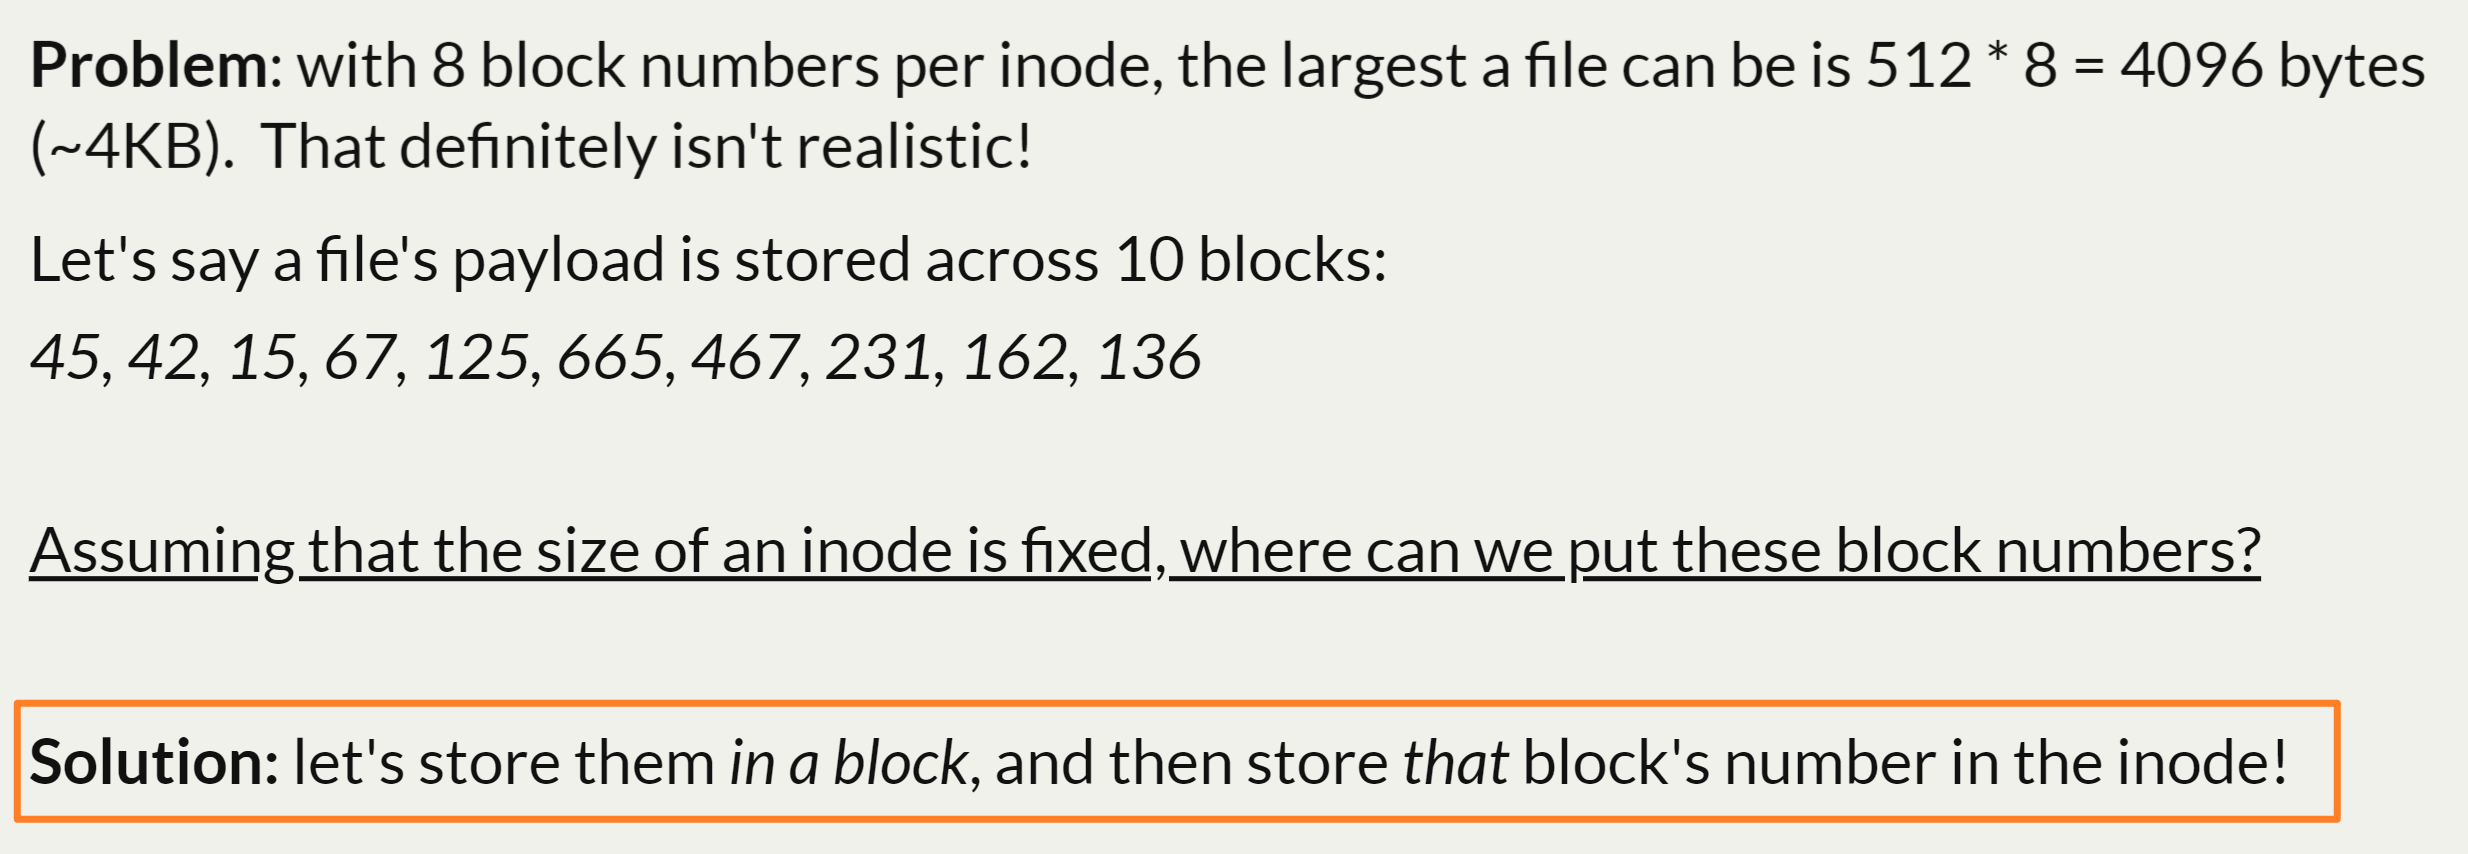 Problem: with 8 block numbers per inode, the largest a file can be is 512 * 8 = 4096 bytes
(~4KB).  That definitely isn't realistic!
Let's say a file's payload is stored across 10 blocks:
45, 42, 15, 67, 125, 665, 467, 231, 162, 136
Assuming that the size of an inode is fixed, where can we put these block numbers?
Solution: let's store them in a block, and then store that block's number in the inode!